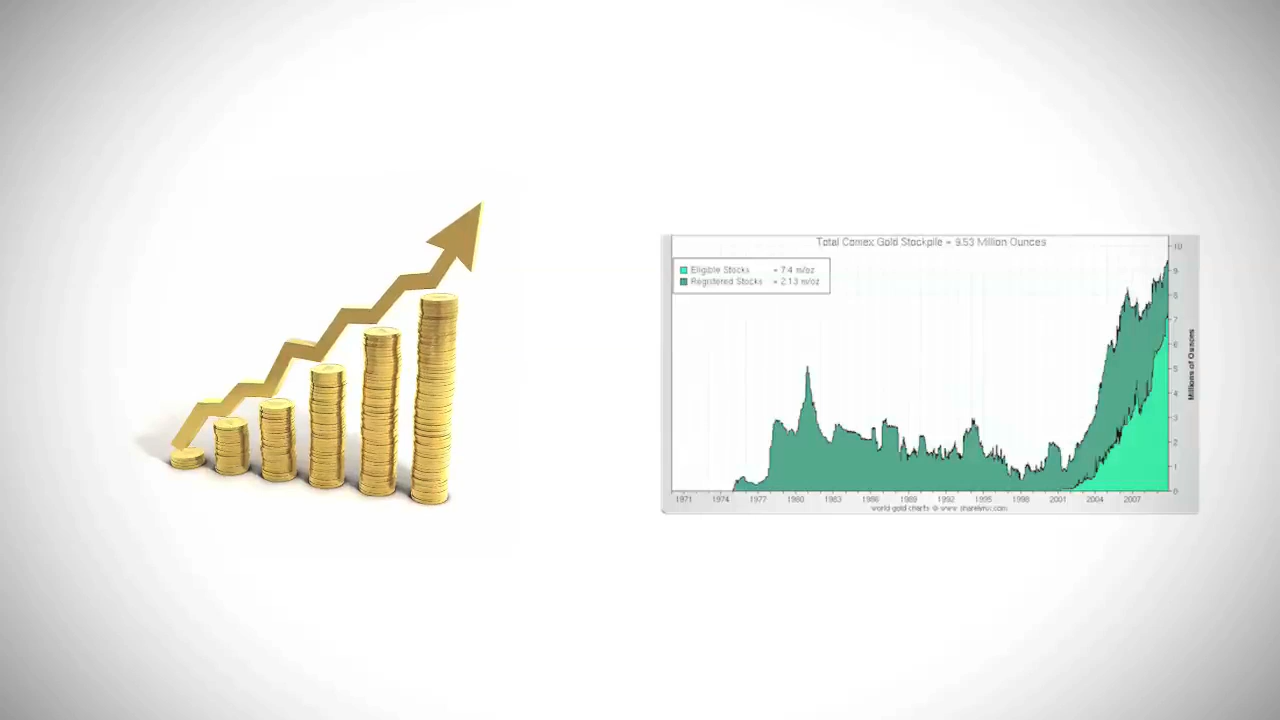 Total Comex Gold Stockpile = 9.53 Million Ounces
Eligible Stocks = 7.4 m/oz
Registered Stocks = 2.13 m/oz
10
9
8
7
6
5
4
3
2
1
0
Millions of Ounces
1971 1974 1977 1980 1983 1986 1989 1992 1995 1998 2001 2004 2007
world gold charts © www.sharelynx.com